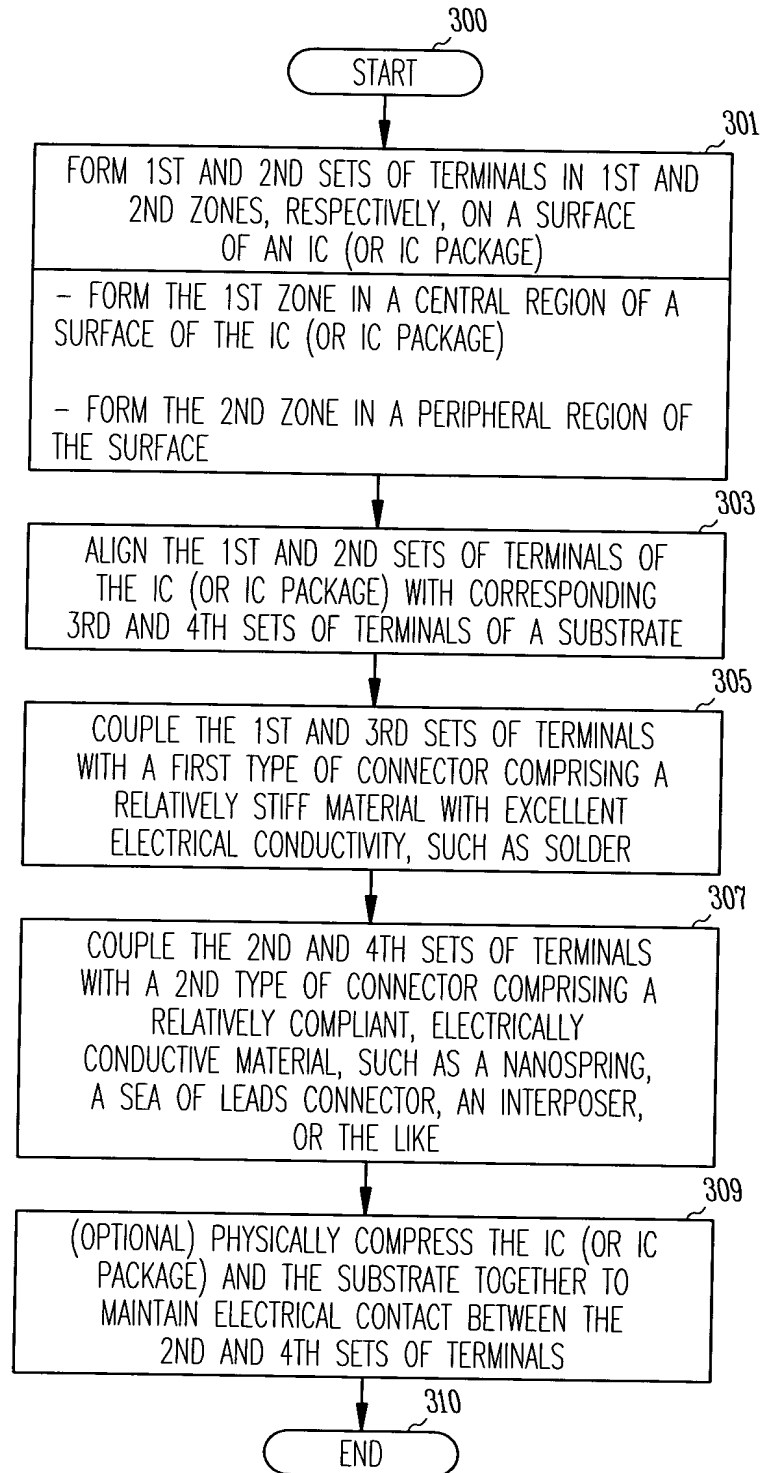 300
START
301
FORM 1ST AND 2ND SETS OF TERMINALS IN 1ST AND
2ND ZONES, RESPECTIVELY, ON A SURFACE
OF AN IC (OR IC PACKAGE)
– FORM THE 1ST ZONE IN A CENTRAL REGION OF A
SURFACE OF THE IC (OR IC PACKAGE)
– FORM THE 2ND ZONE IN A PERIPHERAL REGION OF
THE SURFACE
303
ALIGN THE 1ST AND 2ND SETS OF TERMINALS OF
THE IC (OR IC PACKAGE) WITH CORRESPONDING
3RD AND 4TH SETS OF TERMINALS OF A SUBSTRATE
305
COUPLE THE 1ST AND 3RD SETS OF TERMINALS
WITH A FIRST TYPE OF CONNECTOR COMPRISING A
RELATIVELY STIFF MATERIAL WITH EXCELLENT
ELECTRICAL CONDUCTIVITY, SUCH AS SOLDER
307
COUPLE THE 2ND AND 4TH SETS OF TERMINALS
WITH A 2ND TYPE OF CONNECTOR COMPRISING A
RELATIVELY COMPLIANT, ELECTRICALLY
CONDUCTIVE MATERIAL, SUCH AS A NANOSPRING,
A SEA OF LEADS CONNECTOR, AN INTERPOSER,
OR THE LIKE
309
(OPTIONAL) PHYSICALLY COMPRESS THE IC (OR IC
PACKAGE) AND THE SUBSTRATE TOGETHER TO
MAINTAIN ELECTRICAL CONTACT BETWEEN THE
2ND AND 4TH SETS OF TERMINALS
310
END